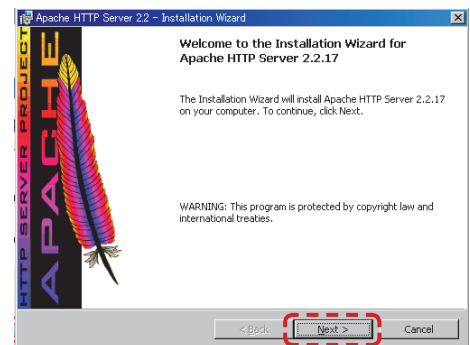 Apache HTTP Server 2.2 - Installation Wizard
HTTP SERVER PROJECT
APACHE
Welcome to the Installation Wizard for
Apache HTTP Server 2.2.17
The Installation Wizard will install Apache HTTP Server 2.2.17
on your computer. To continue, click Next.
WARNING: This program is protected by copyright law and
international treaties.
< Back
Next >
Cancel